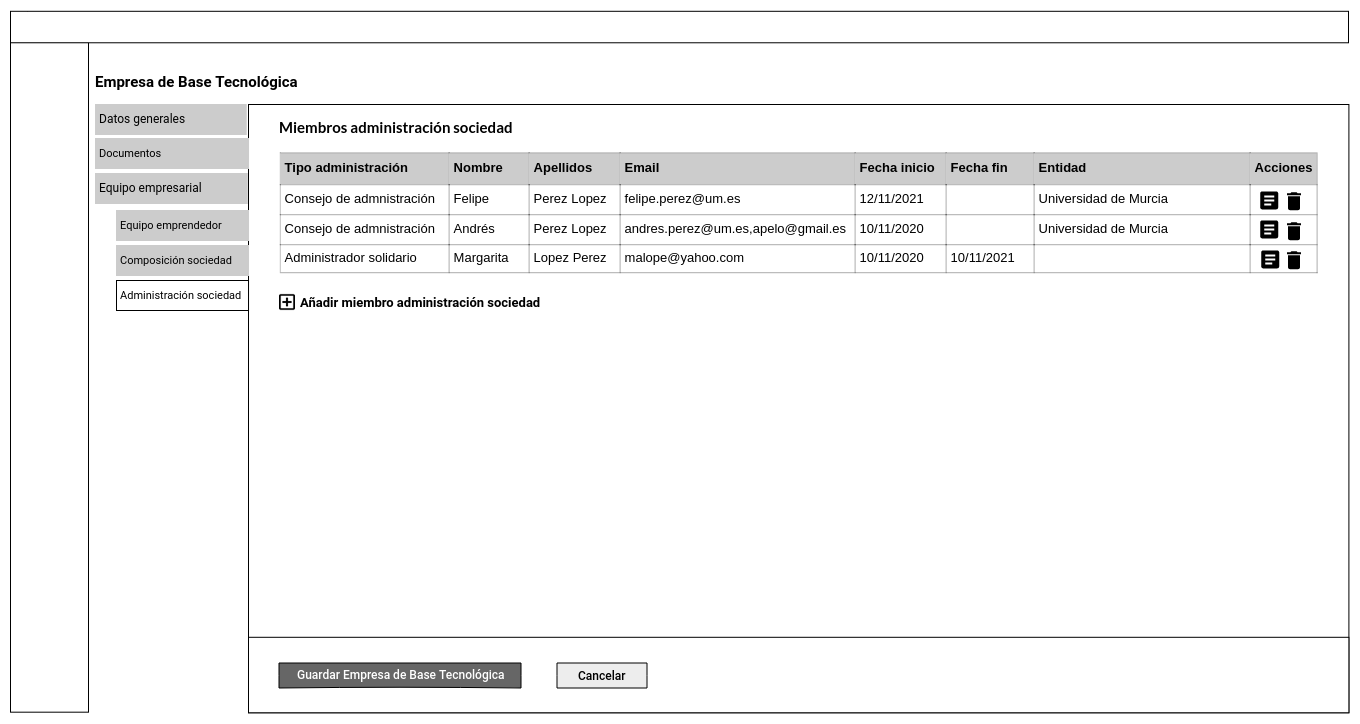 Empresa de Base Tecnológica
Datos generales
Documentos
Equipo empresarial
Equipo emprendedor
Composición sociedad
Administración sociedad
Miembros administración sociedad
Tipo administración Nombre Apellidos Email Fecha inicio Fecha fin Entidad Acciones
Consejo de admnistración Felipe Perez Lopez felipe.perez@um.es 12/11/2021 Universidad de Murcia
Consejo de admnistración Andrés Perez Lopez andres.perez@um.es,apelo@gmail.es 10/11/2020 Universidad de Murcia
Administrador solidario Margarita Lopez Perez malope@yahoo.com 10/11/2020 10/11/2021
Añadir miembro administración sociedad
Guardar Empresa de Base Tecnológica Cancelar